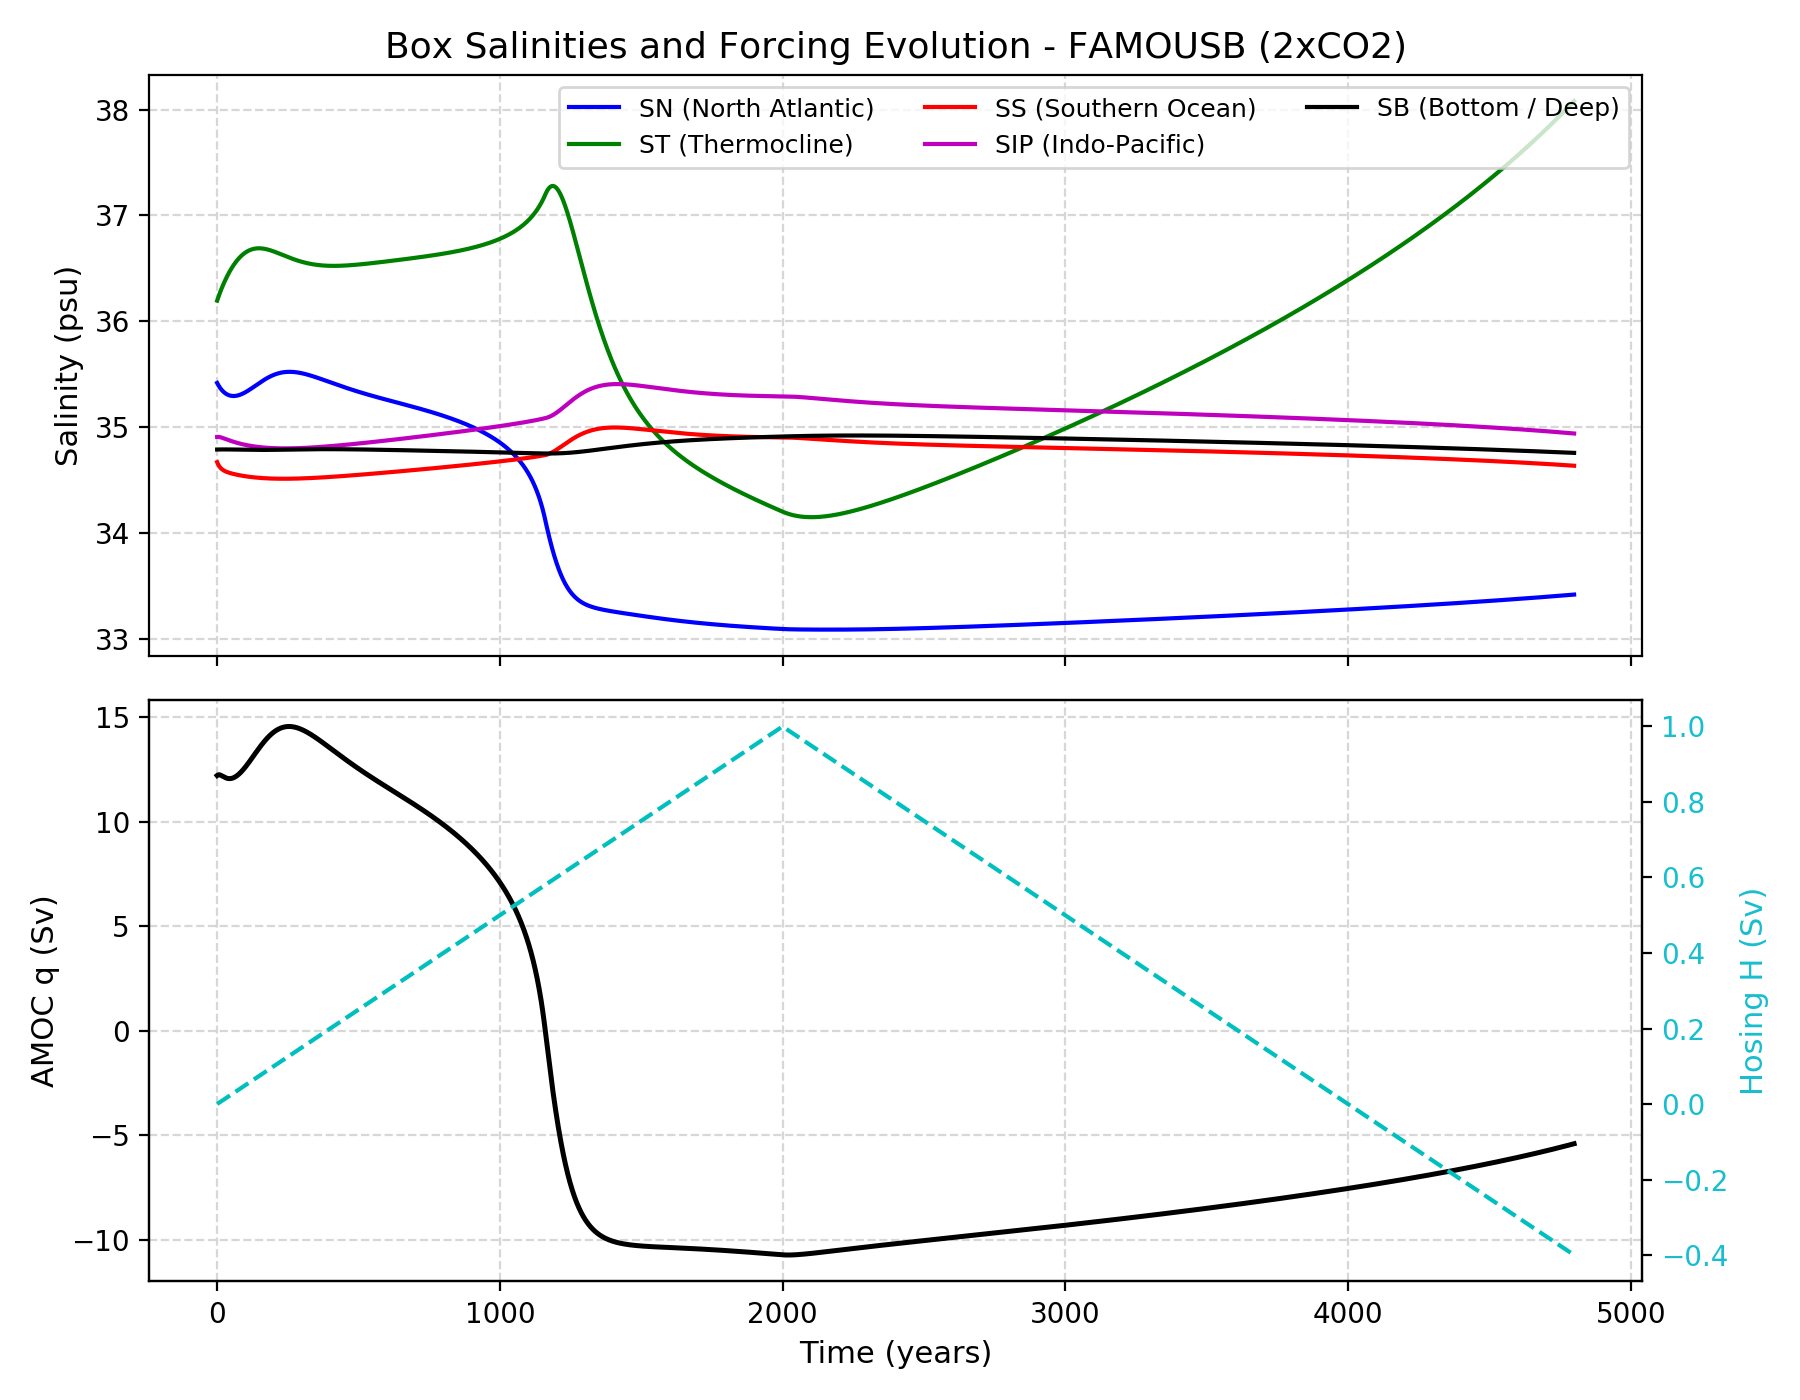 Box Salinities and Forcing Evolution - FAMOUSB (2xCO2)
SN (North Atlantic)
ST (Thermocline)
SS (Southern Ocean)
SIP (Indo-Pacific)
SB (Bottom / Deep)
Salinity (psu)
38
37
36
35
34
33
AMOC q (Sv)
15
10
5
0
−5
−10
1.0
0.8
0.6
0.4
0.2
0.0
−0.2
−0.4
Hosing H (Sv)
0 1000 2000 3000 4000 5000
Time (years)